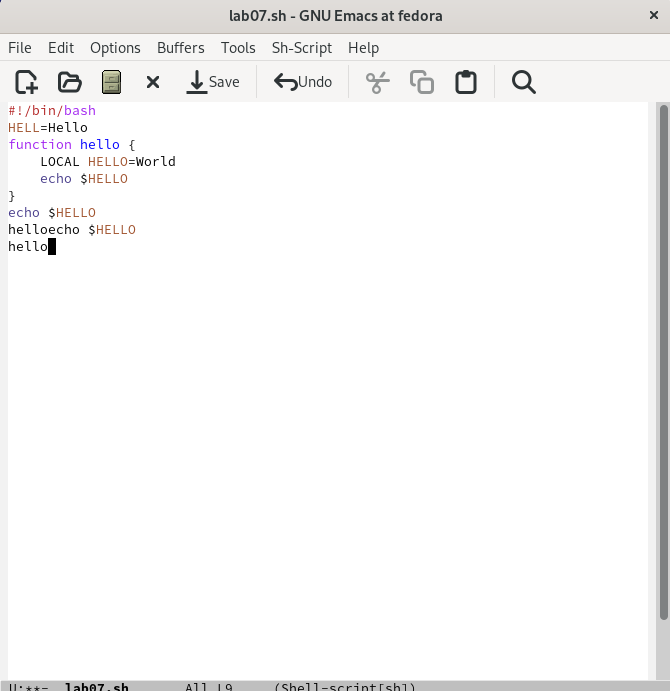 lab07.sh - GNU Emacs at fedora
File Edit Options Buffers Tools Sh-Script Help
Save Undo
#!/bin/bash
HELL=Hello
function hello {
    LOCAL HELLO=World
    echo $HELLO
}
echo $HELLO
helloecho $HELLO
hello
U:**- lab07.sh All L9 (Shell-script[sh])